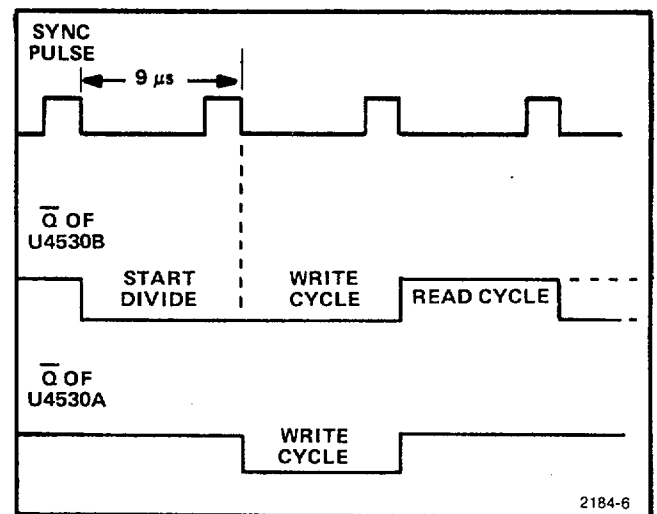 SYNC
PULSE
9 μs
Q̅ OF
U4530B
START
DIVIDE
WRITE
CYCLE
READ CYCLE
Q̅ OF
U4530A
WRITE
CYCLE
2184-6